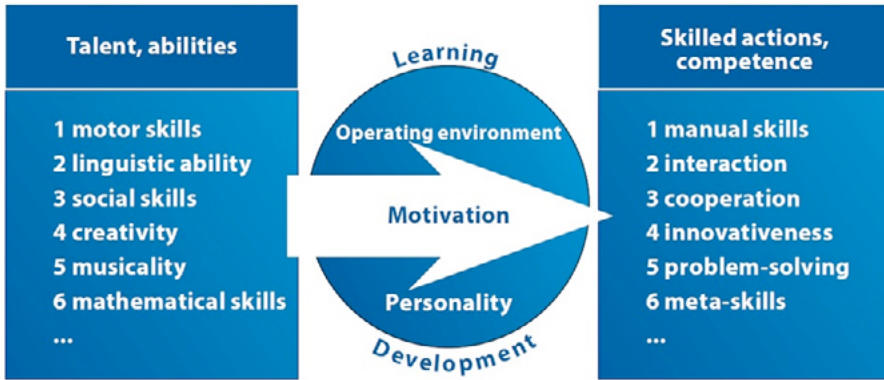 Talent, abilities
1 motor skills
2 linguistic ability
3 social skills
4 creativity
5 musicality
6 mathematical skills
...
Learning
Operating environment
Motivation
Personality
Development
Skilled actions,
competence
1 manual skills
2 interaction
3 cooperation
4 innovativeness
5 problem-solving
6 meta-skills
...